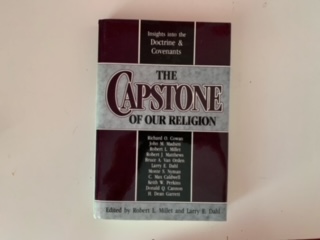 Insights into the
Doctrine &
Covenants
THE
CAPSTONE
OF OUR RELIGION
Richard O. Cowan
Robert L. Millet
Robert J. Matthews
Bruce A. Van Orden
Larry E. Dahl
Monte S. Nyman
C. Max Caldwell
Keith W. Perkins
Donald Q. Cannon
H. Dean Garrett
Edited by Robert L. Millet and Larry E. Dahl